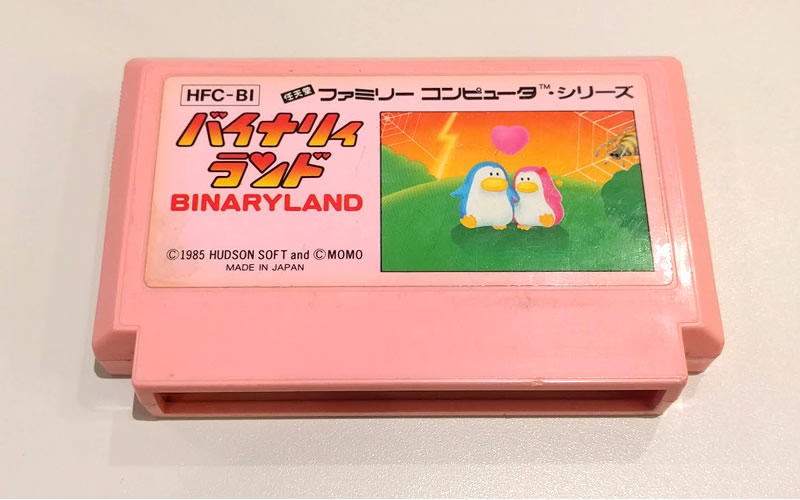 HFC-BI 任天堂 ファミリー コンピュータ™・シリーズ
バイナリィ
ランド
BINARYLAND
©1985 HUDSON SOFT and ©MOMO
MADE IN JAPAN